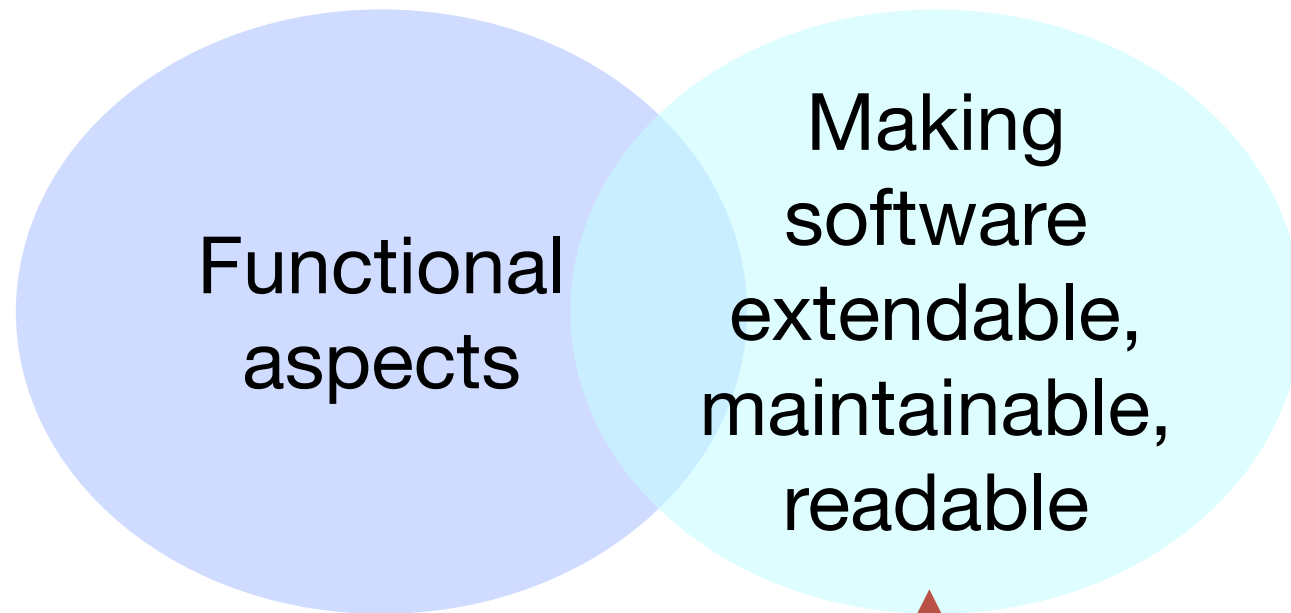 Functional
aspects
Making
software
extendable,
maintainable,
readable